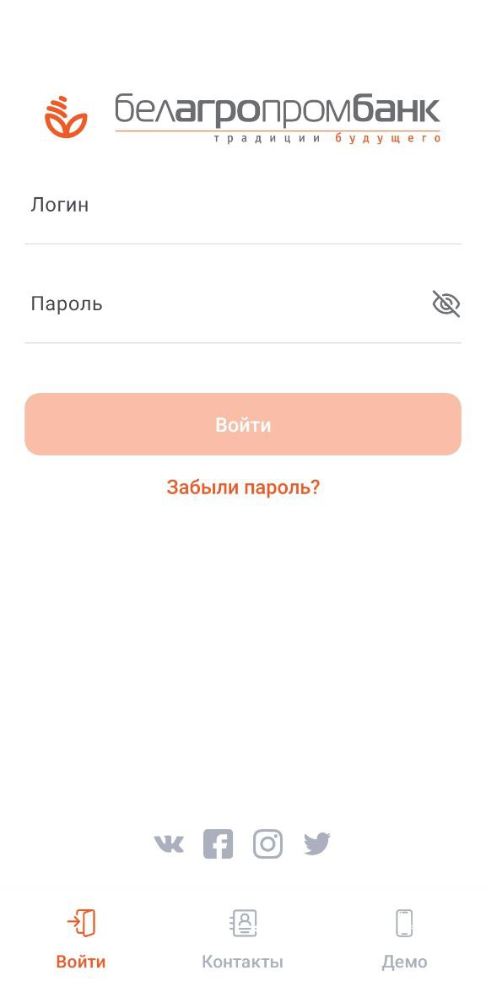 белагропромбанк
традиции будущего
Логин
Пароль
Войти
Забыли пароль?
Войти Контакты Демо